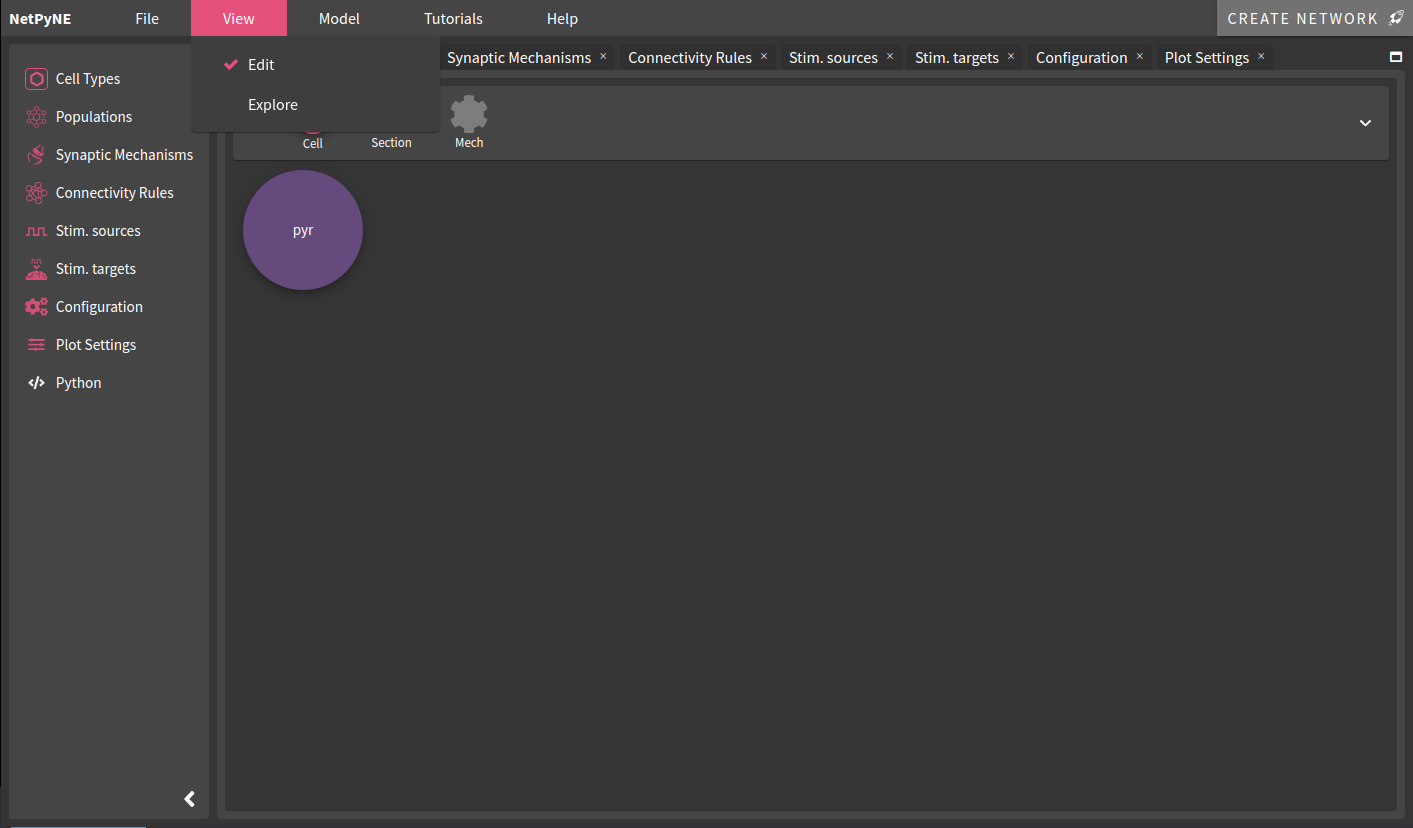 NetPyNE File View Model Tutorials Help CREATE NETWORK
Edit
Explore
Synaptic Mechanisms × Connectivity Rules × Stim. sources × Stim. targets × Configuration × Plot Settings ×
Cell Types
Populations
Synaptic Mechanisms
Connectivity Rules
Stim. sources
Stim. targets
Configuration
Plot Settings
Python
Cell Section Mech
pyr